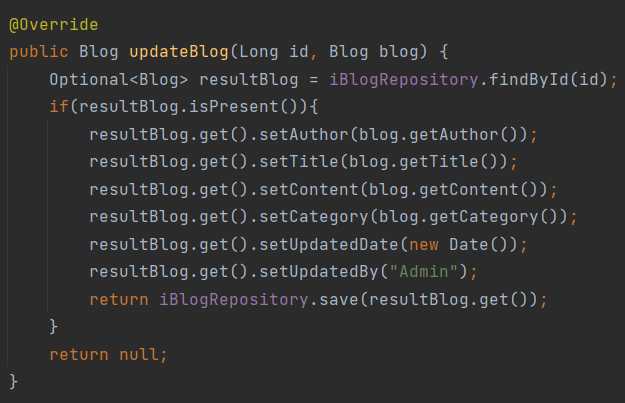 @Override
public Blog updateBlog(Long id, Blog blog) {
    Optional<Blog> resultBlog = iBlogRepository.findById(id);
    if(resultBlog.isPresent()){
        resultBlog.get().setAuthor(blog.getAuthor());
        resultBlog.get().setTitle(blog.getTitle());
        resultBlog.get().setContent(blog.getContent());
        resultBlog.get().setCategory(blog.getCategory());
        resultBlog.get().setUpdatedDate(new Date());
        resultBlog.get().setUpdatedBy("Admin");
        return iBlogRepository.save(resultBlog.get());
    }
    return null;
}